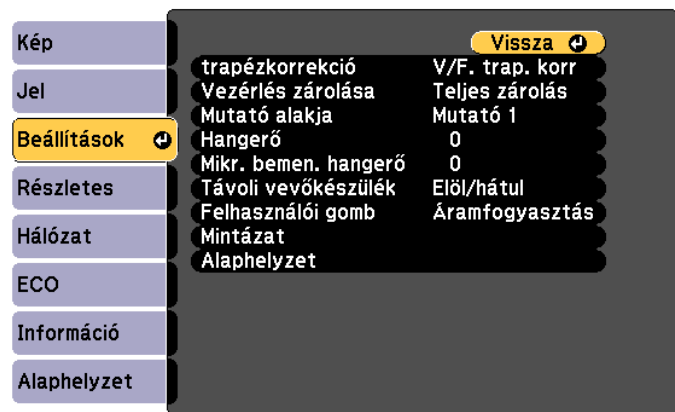 Kép
Jel
Beállítások
Részletes
Hálózat
ECO
Információ
Alaphelyzet
Vissza
trapézkorrekció V/F. trap. korr
Vezérlés zárolása Teljes zárolás
Mutató alakja Mutató 1
Hangerő 0
Mikr. bemen. hangerő 0
Távoli vevőkészülék Elöl/hátul
Felhasználói gomb Áramfogyasztás
Mintázat
Alaphelyzet